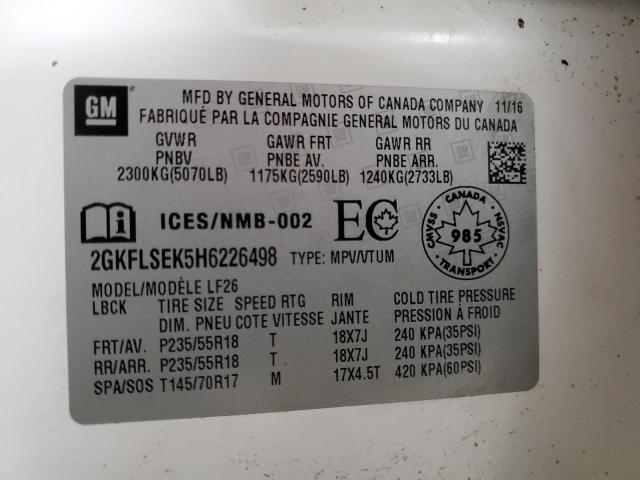 GM
MFD BY GENERAL MOTORS OF CANADA COMPANY 11/16
FABRIQUÉ PAR LA COMPAGNIE GENERAL MOTORS DU CANADA
GVWR GAWR FRT GAWR RR
PNBV PNBE AV. PNBE ARR.
2300KG(5070LB) 1175KG(2590LB) 1240KG(2733LB)
i ICES/NMB-002 EC
CANADA
CMVSS 985 NSVAC
TRANSPORT
2GKFLSEK5H6226498 TYPE: MPV/VTUM
MODEL/MODÈLE LF26
LBCK TIRE SIZE SPEED RTG RIM COLD TIRE PRESSURE
DIM. PNEU COTE VITESSE JANTE PRESSION À FROID
FRT/AV. P235/55R18 T 18X7J 240 KPA(35PSI)
RR/ARR. P235/55R18 T 18X7J 240 KPA(35PSI)
SPA/SOS T145/70R17 M 17X4.5T 420 KPA(60PSI)